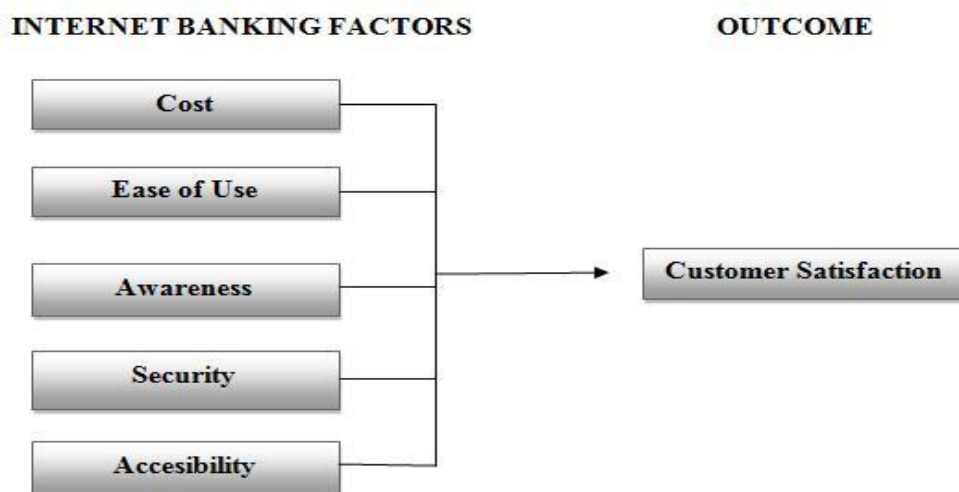 INTERNET BANKING FACTORS
OUTCOME
Cost
Ease of Use
Awareness
Customer Satisfaction
Security
Accesibility